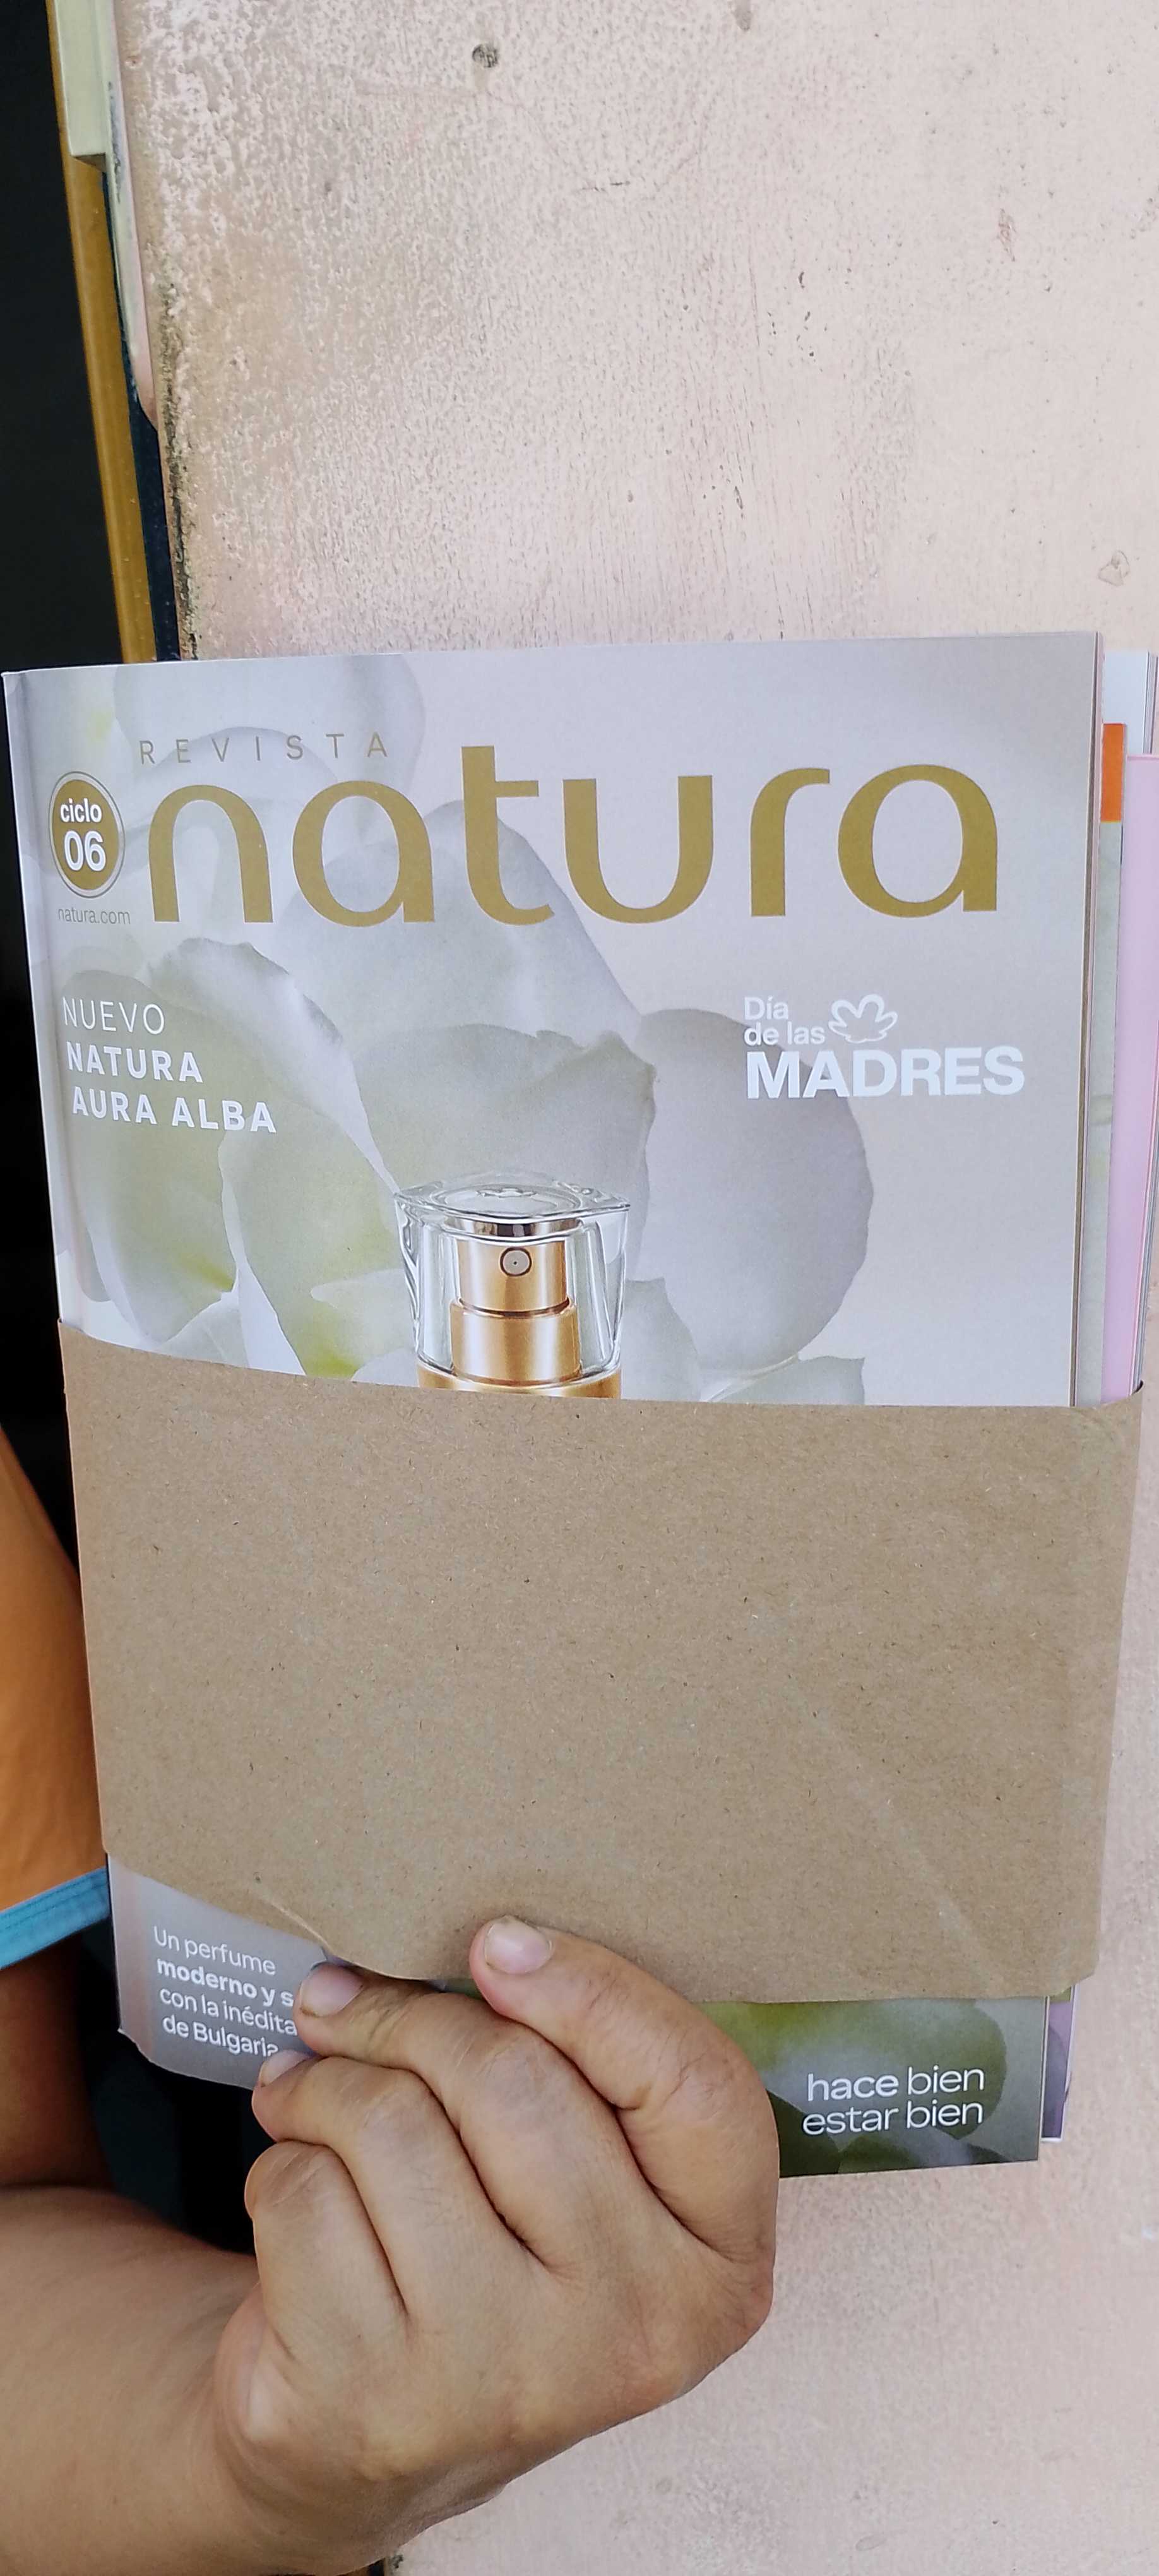 REVISTA
natura
ciclo
06
natura.com
NUEVO
NATURA
AURA ALBA
Día
de las
MADRES
Un perfume
moderno y
con la inédita
de Bulgaria
hace bien
estar bien